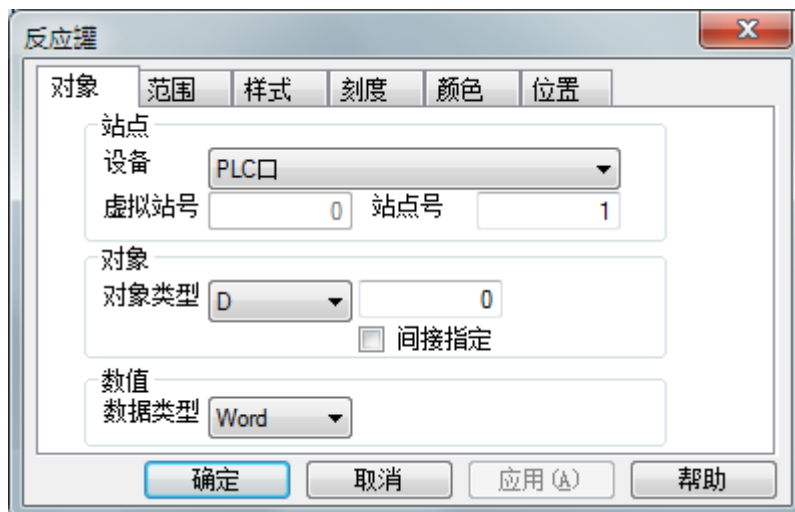 反应罐
对象 范围 样式 刻度 颜色 位置
站点
设备 PLC口
虚拟站号 0 站点号 1
对象
对象类型 D 0
间接指定
数值
数据类型 Word
确定 取消 应用(A) 帮助